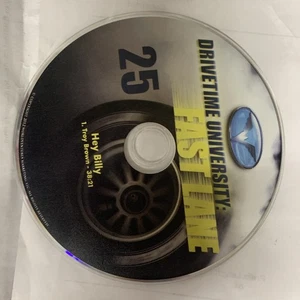 DRIVETIME UNIVERSITY:
FAST LANE
25
Hey Billy
1. Troy Brown - 38:21